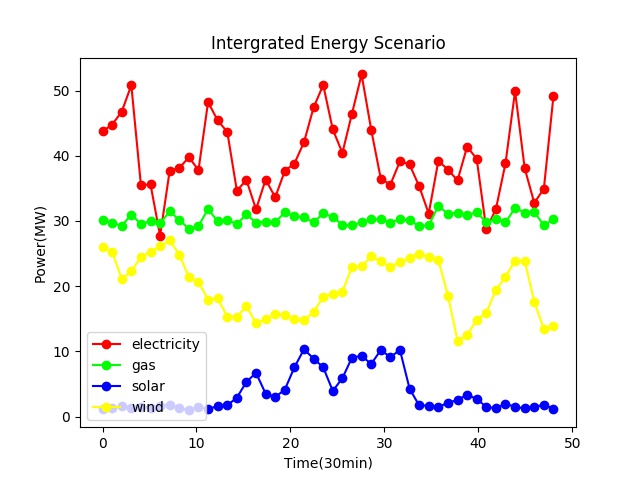 Intergrated Energy Scenario
Power(MW)
50
40
30
20
10
0
electricity
gas
solar
wind
0 10 20 30 40 50
Time(30min)